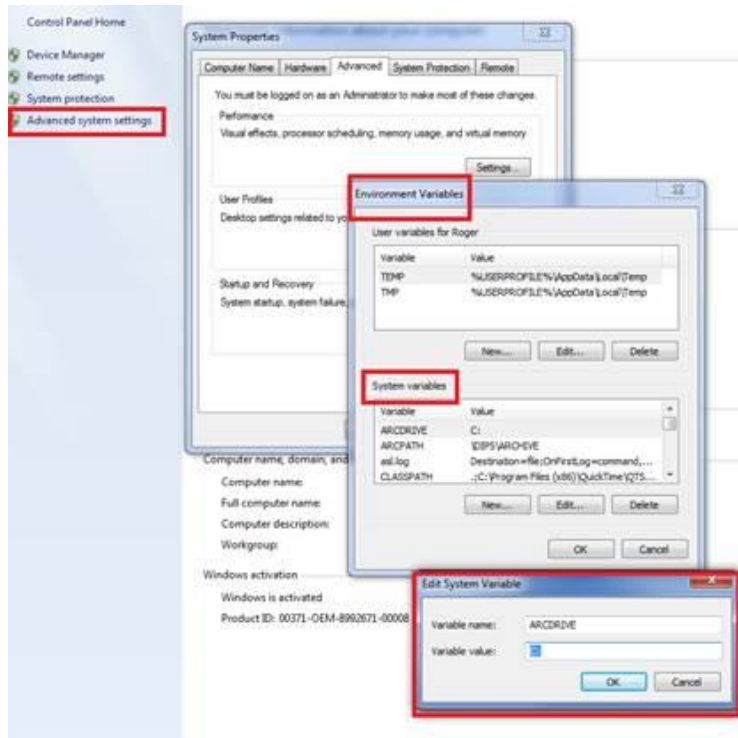 Control Panel Home
Device Manager
Remote settings
System protection
Advanced system settings
System Properties
Computer Name Hardware Advanced System Protection Remote
You must be logged on as an Administrator to make most of these changes.
Performance
Visual effects, processor scheduling, memory usage, and virtual memory
Settings...
User Profiles
Desktop settings related to
Startup and Recovery
System startup, system failure,
Environment Variables
User variables for Roger
Variable Value
TEMP %USERPROFILE%\AppData\Local\Temp
TMP %USERPROFILE%\AppData\Local\Temp
New... Edit... Delete
System variables
Variable Value
ARCDRIVE C:
ARCPATH \DIPS\ARCHIVE
asl.log Destination=file;OnFirstLog=command,...
CLASSPATH .;C:\Program Files (x86)\QuickTime\QTS...
New... Edit... Delete
OK Cancel
Computer name, domain, and
Computer name:
Full computer name:
Computer description:
Workgroup:
Windows activation
Windows is activated
Product ID: 00371-OEM-8992671-00008
Edit System Variable
Variable name: ARCDRIVE
Variable value: C:
OK Cancel